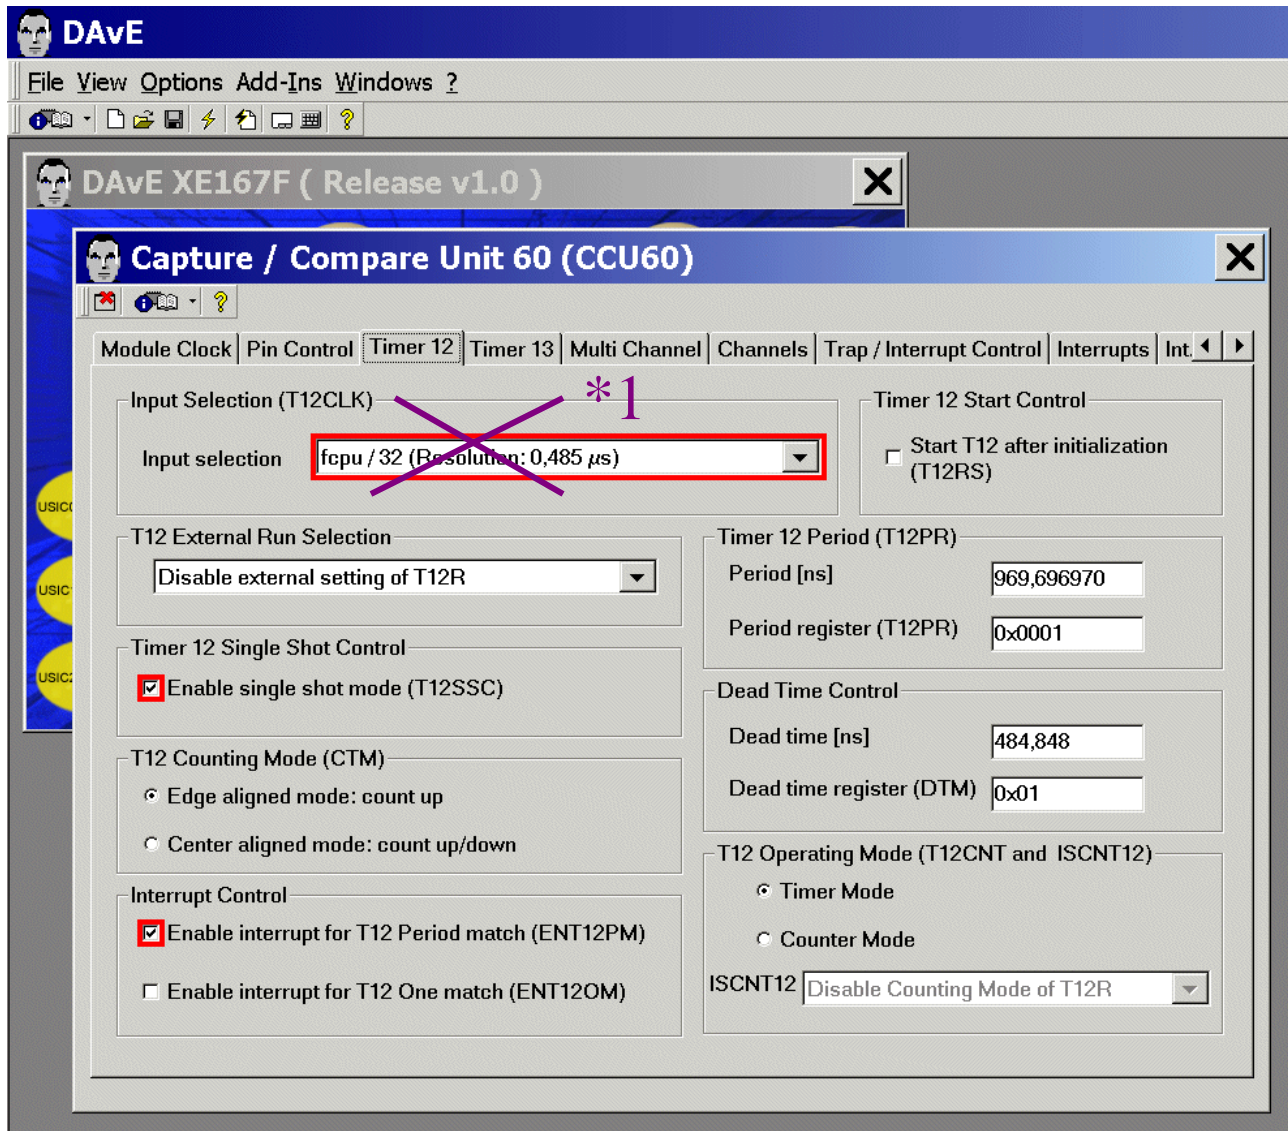 DAvE
File View Options Add-Ins Windows ?
DAvE XE167F ( Release v1.0 )
Capture / Compare Unit 60 (CCU60)
Module Clock Pin Control Timer 12 Timer 13 Multi Channel Channels Trap / Interrupt Control Interrupts Int.
Input Selection (T12CLK)
*1
Input selection fcpu / 32 (Resolution: 0,485 µs)
Timer 12 Start Control
Start T12 after initialization
(T12RS)
T12 External Run Selection
Disable external setting of T12R
Timer 12 Period (T12PR)
Period [ns] 969,696970
Period register (T12PR) 0x0001
Timer 12 Single Shot Control
Enable single shot mode (T12SSC)
Dead Time Control
Dead time [ns] 484,848
Dead time register (DTM) 0x01
T12 Counting Mode (CTM)
Edge aligned mode: count up
Center aligned mode: count up/down
T12 Operating Mode (T12CNT and ISCNT12)
Timer Mode
Counter Mode
ISCNT12 Disable Counting Mode of T12R
Interrupt Control
Enable interrupt for T12 Period match (ENT12PM)
Enable interrupt for T12 One match (ENT12OM)
USIC
USIC
USIC